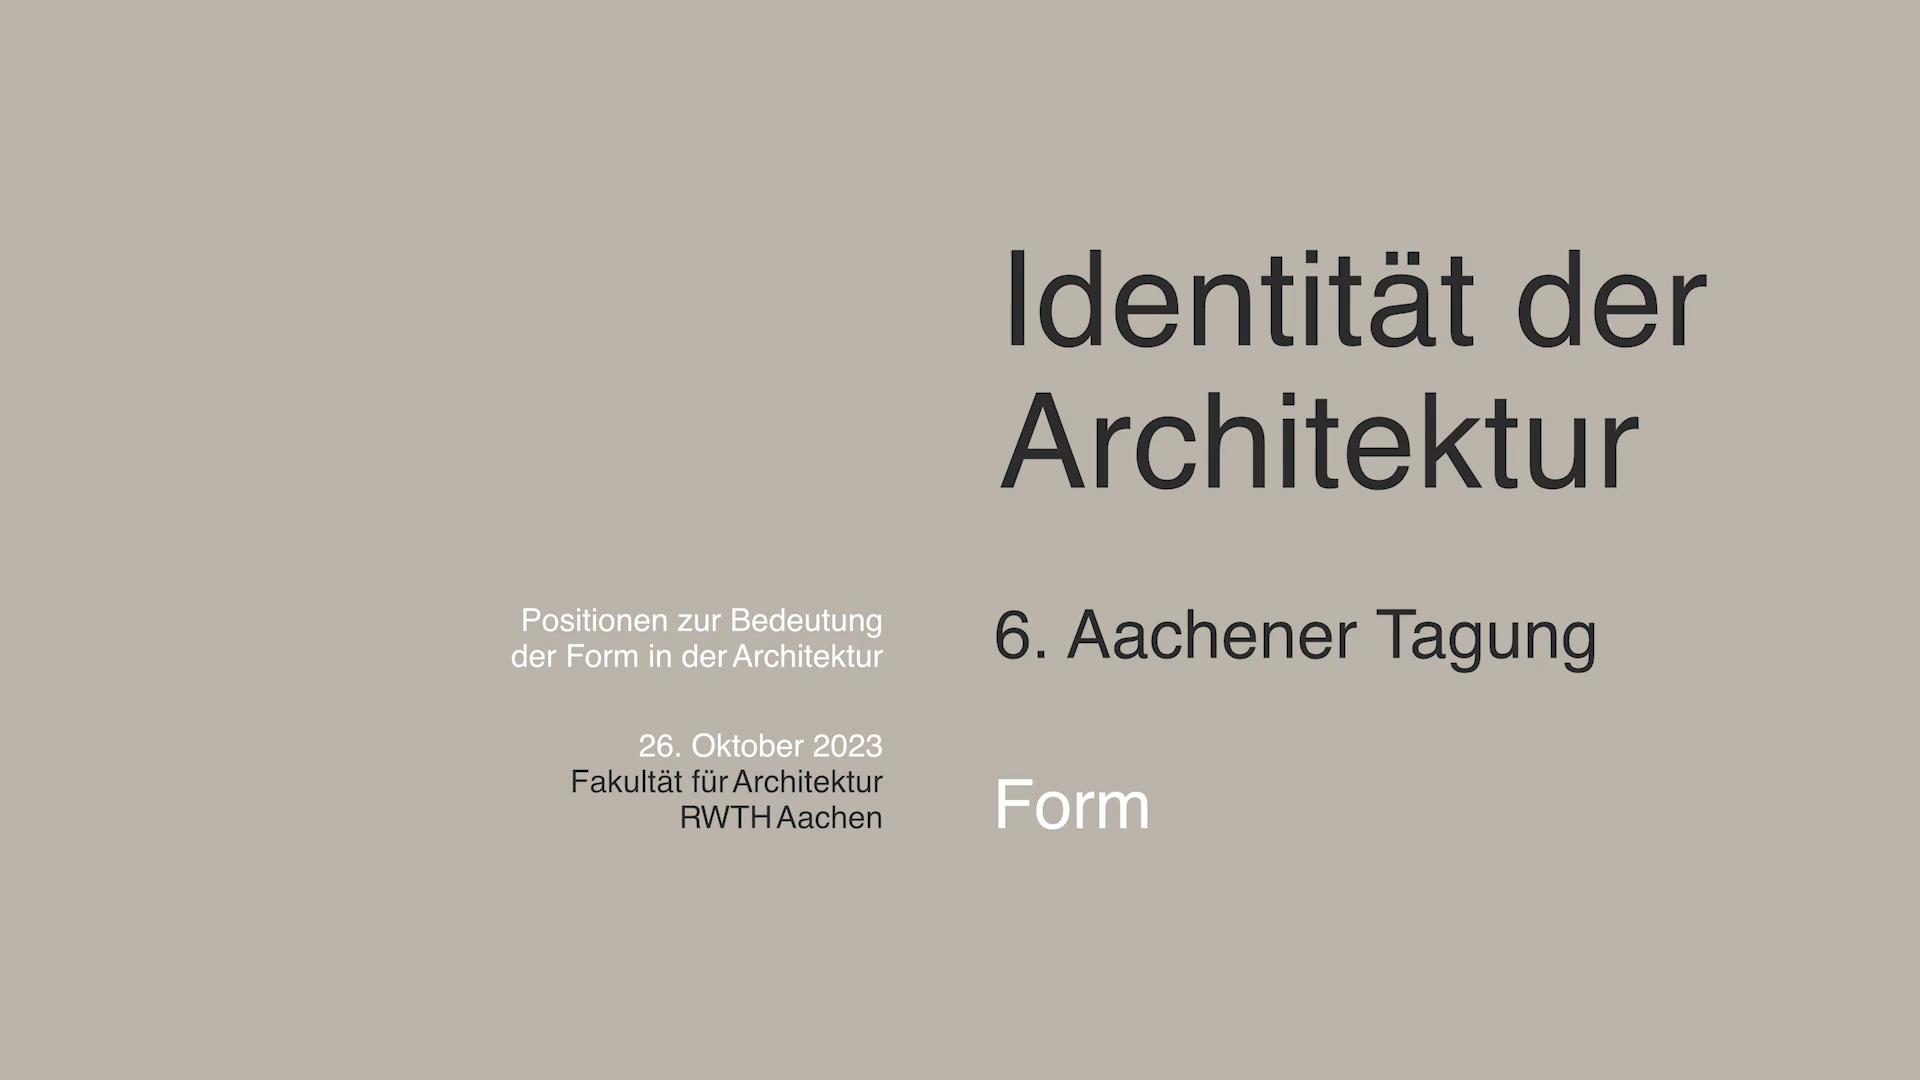 Identität der
Architektur
Positionen zur Bedeutung
der Form in der Architektur
6. Aachener Tagung
26. Oktober 2023
Fakultät für Architektur
RWTH Aachen
Form